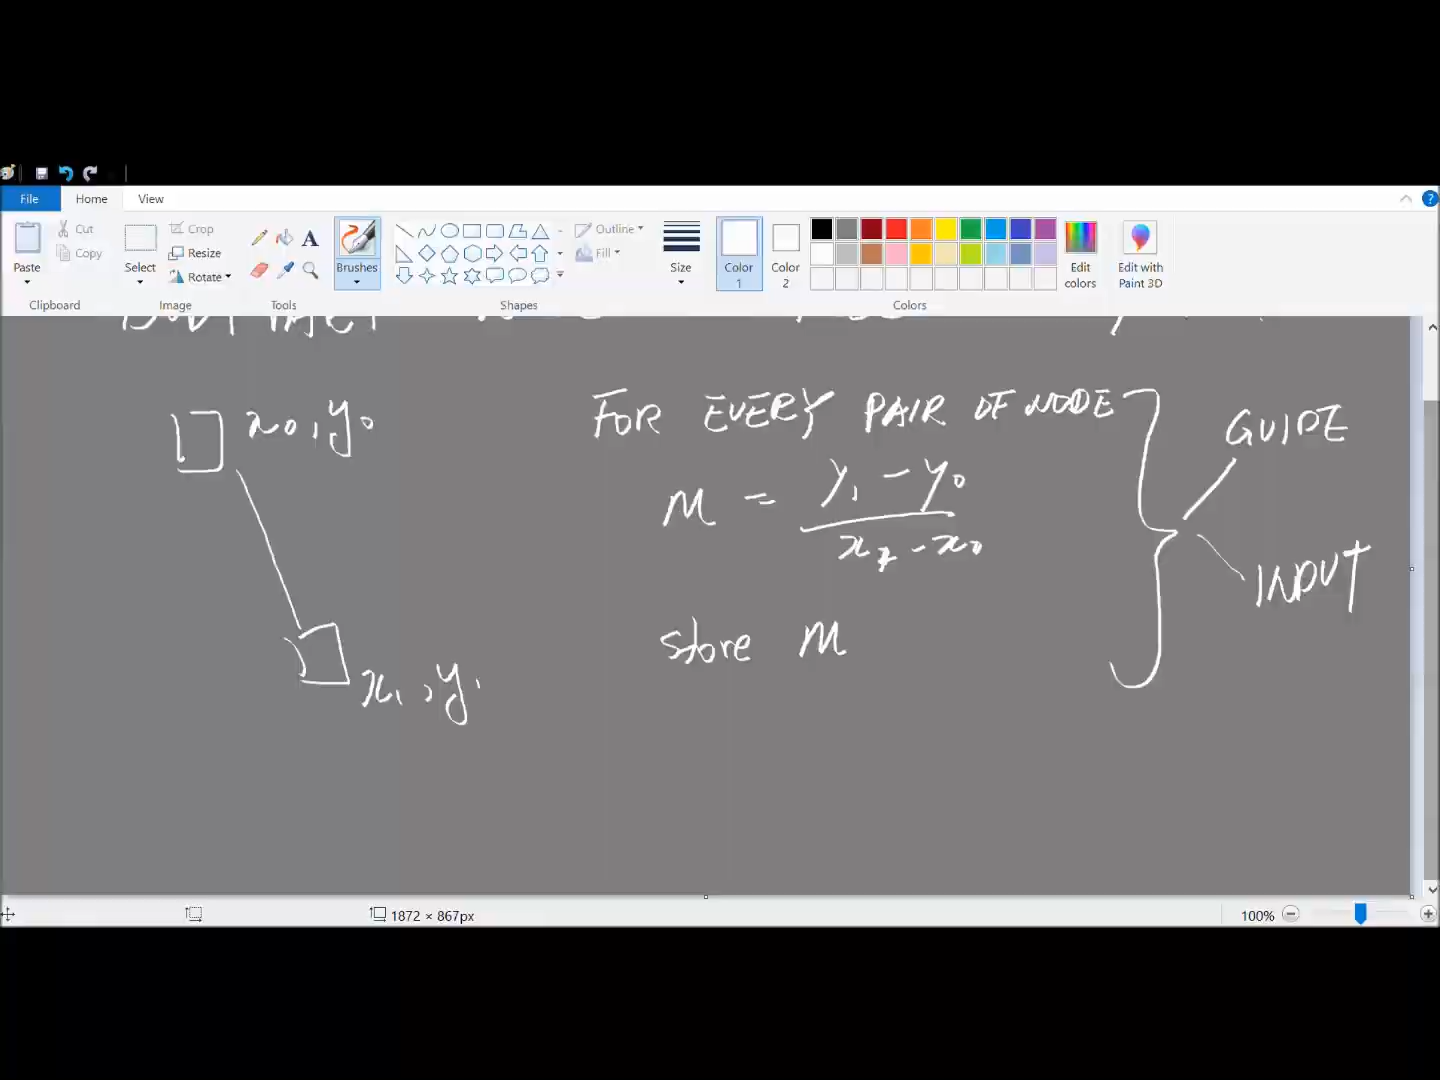 File Home View
Paste Cut Copy Select Crop Resize Rotate A Brushes Outline Fill Size Color 1 Color 2 Edit colors Edit with Paint 3D
Clipboard Image Tools Shapes Colors
x0, y0
x1, y1
FOR EVERY PAIR OF NODE
M = y1 - y0
x1 - x0
store M
GUIDE
INPUT
1872 × 867px 100%